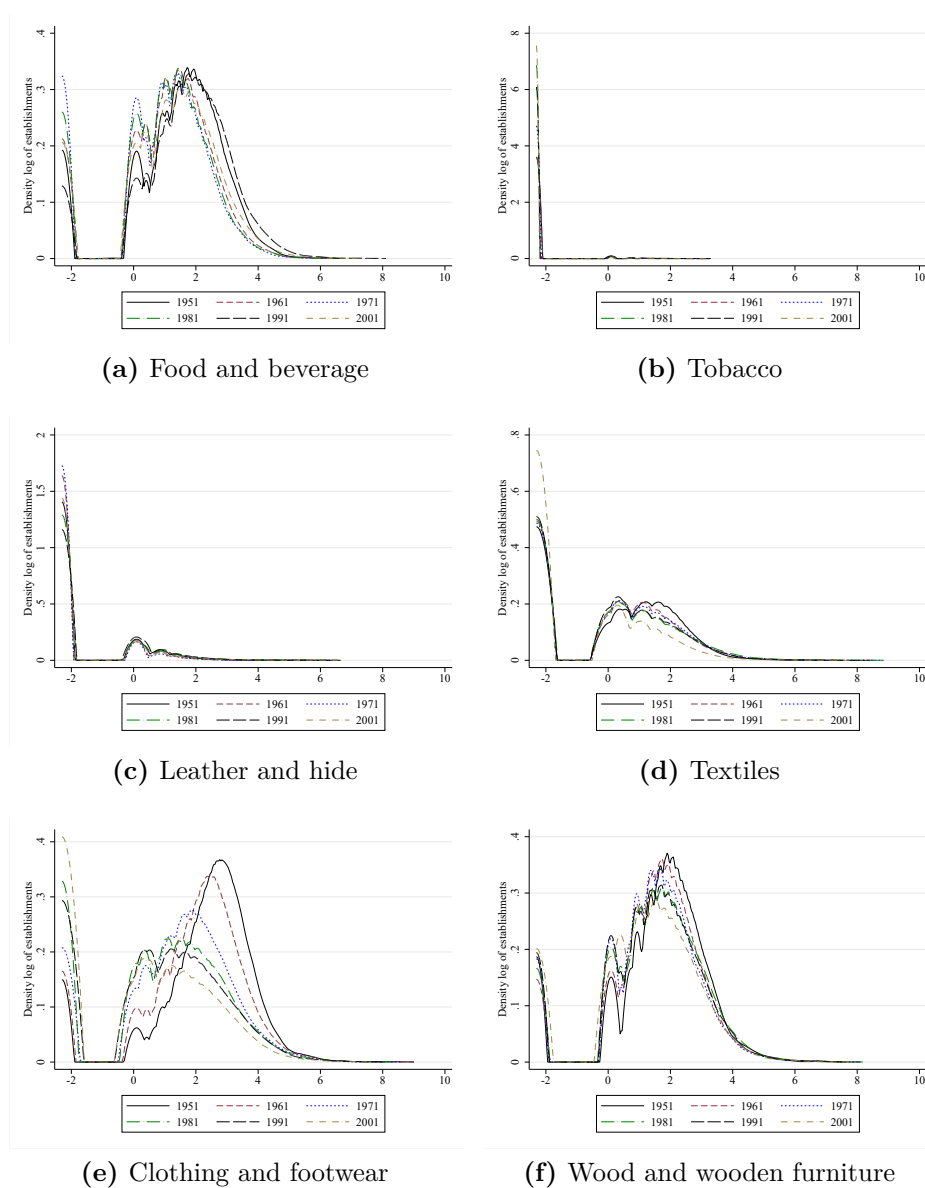 Density log of establishments
0 .1 .2 .3 .4
-2 0 2 4 6 8 10
1951 1961 1971
1981 1991 2001
(a) Food and beverage
Density log of establishments
0 2 4 6 8
-2 0 2 4 6 8 10
1951 1961 1971
1981 1991 2001
(b) Tobacco
Density log of establishments
0 .5 1 1.5 2
-2 0 2 4 6 8 10
1951 1961 1971
1981 1991 2001
(c) Leather and hide
Density log of establishments
0 .2 .4 .6 .8
-2 0 2 4 6 8 10
1951 1961 1971
1981 1991 2001
(d) Textiles
Density log of establishments
0 .1 .2 .3 .4
-2 0 2 4 6 8 10
1951 1961 1971
1981 1991 2001
(e) Clothing and footwear
Density log of establishments
0 .1 .2 .3 .4
-2 0 2 4 6 8 10
1951 1961 1971
1981 1991 2001
(f) Wood and wooden furniture